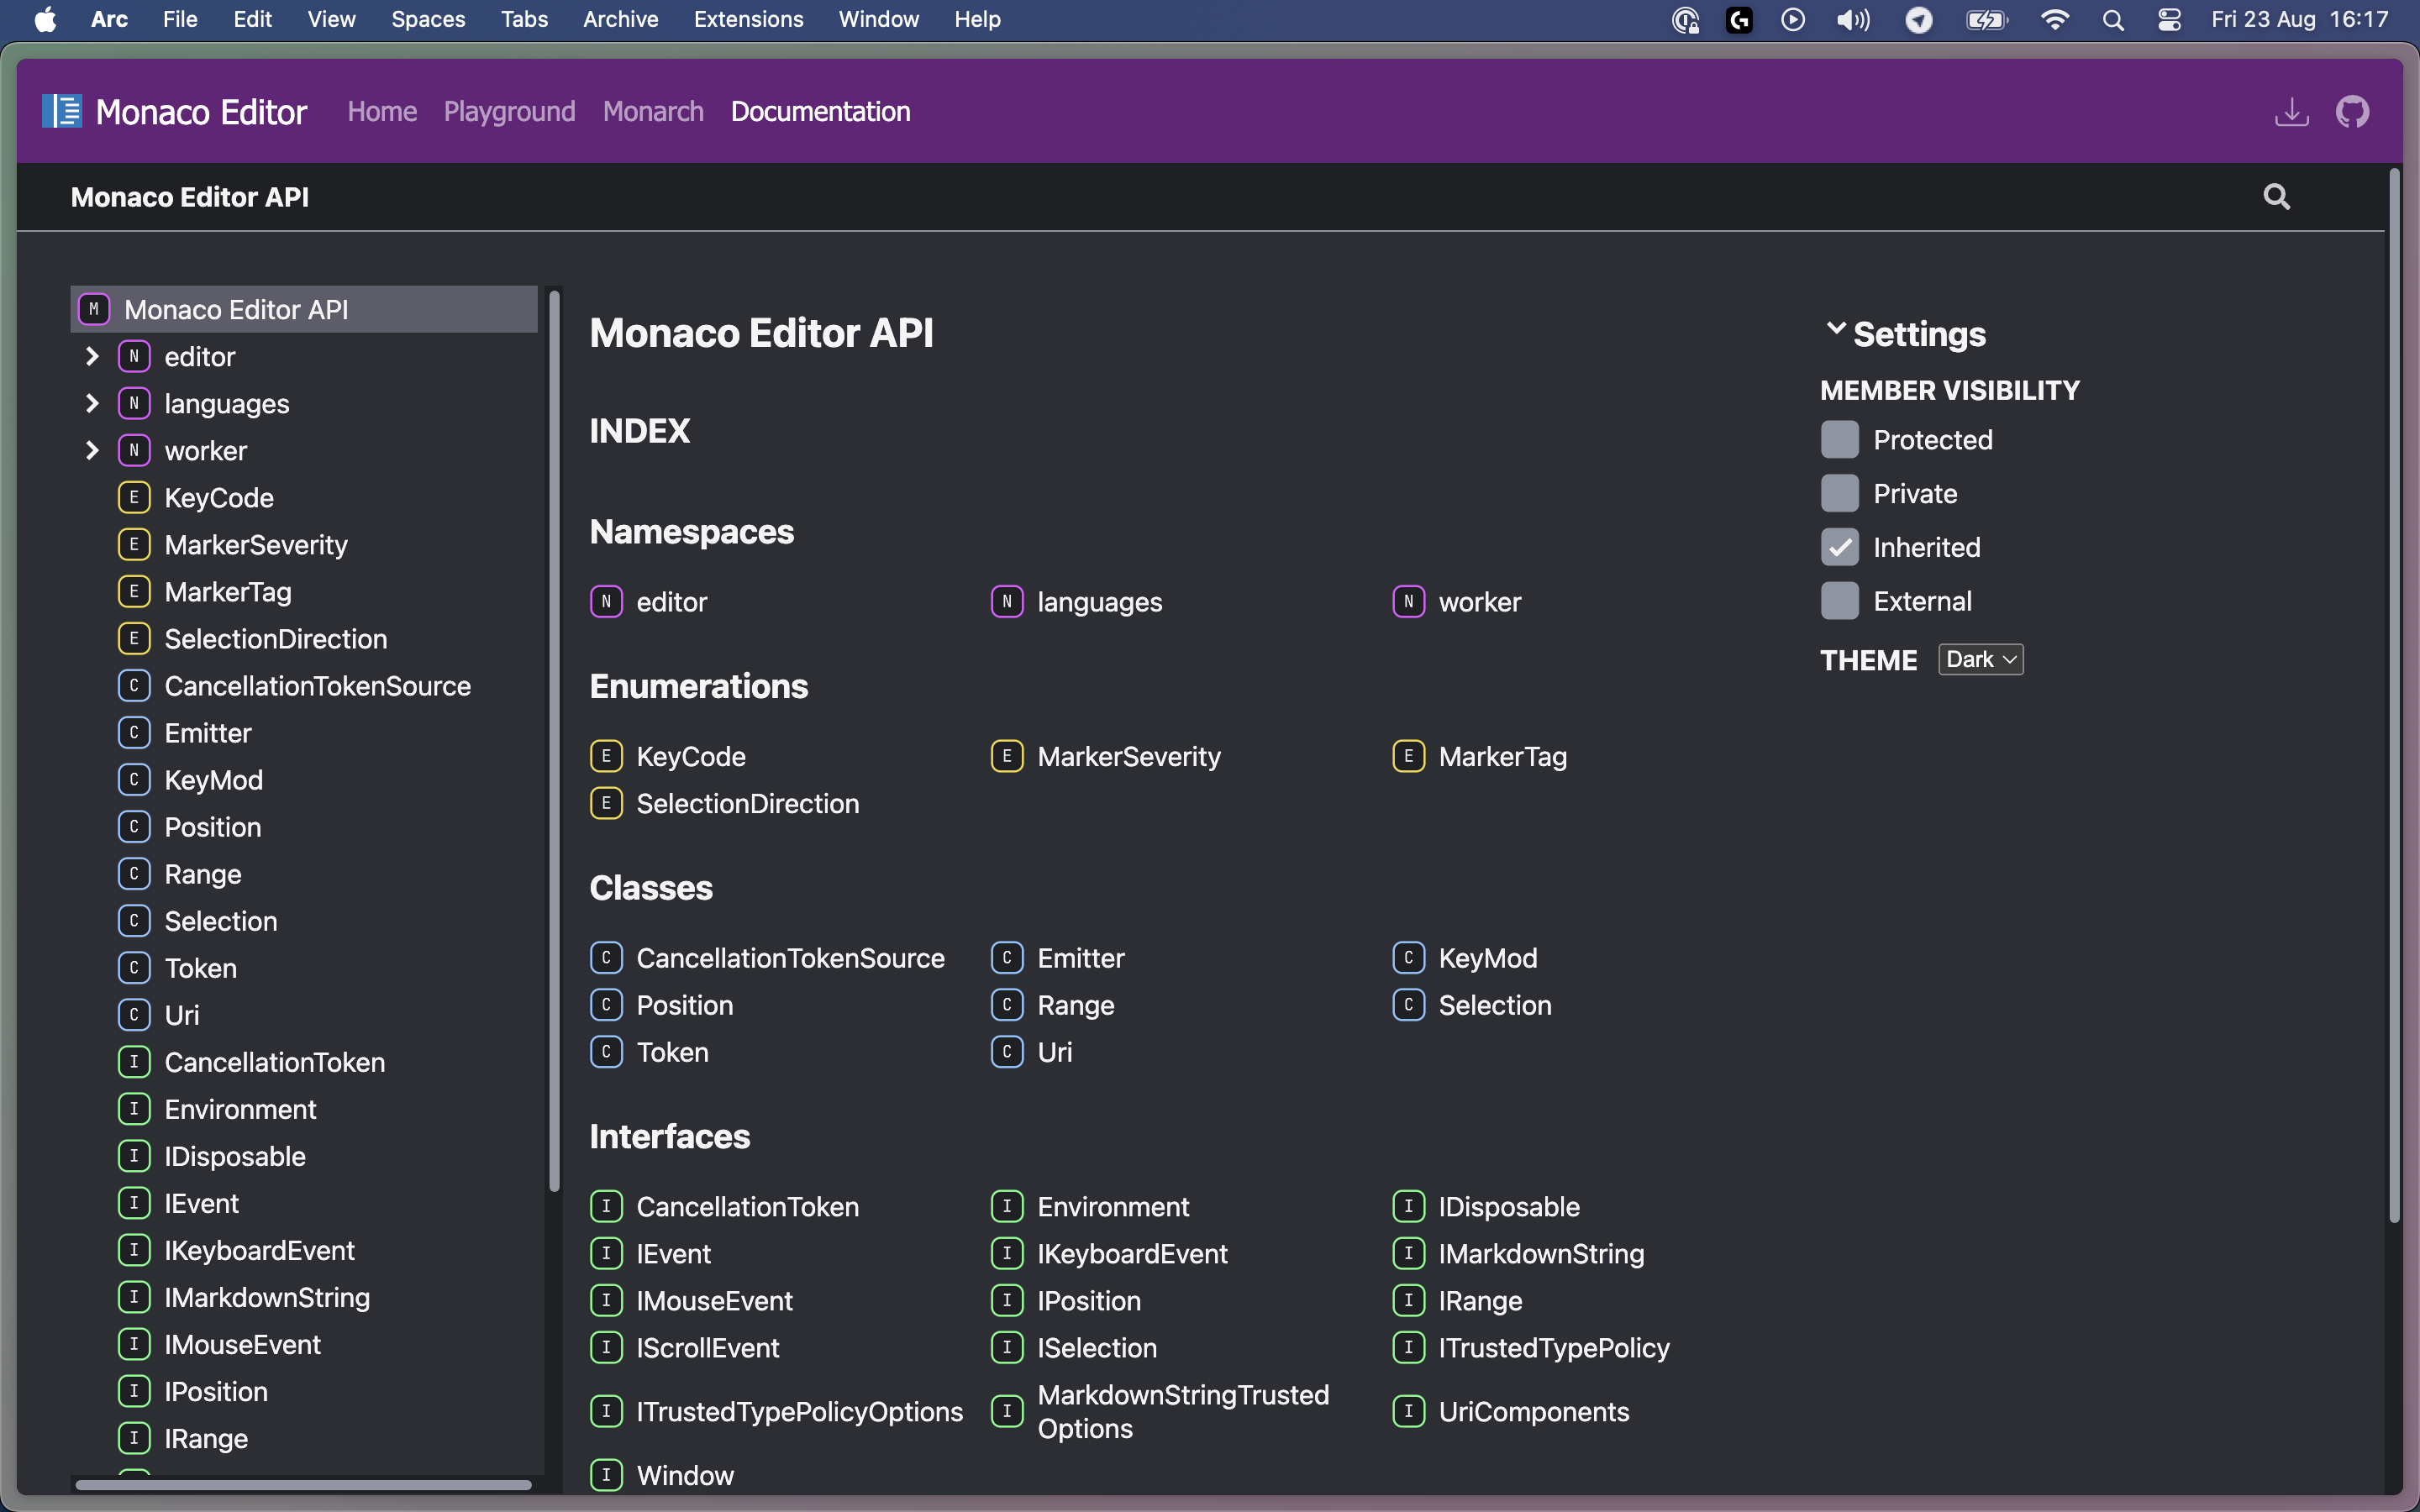 Arc File Edit View Spaces Tabs Archive Extensions Window Help Fri 23 Aug 16:17
Monaco Editor Home Playground Monarch Documentation
Monaco Editor API
M Monaco Editor API
N editor
N languages
N worker
E KeyCode
E MarkerSeverity
E MarkerTag
E SelectionDirection
C CancellationTokenSource
C Emitter
C KeyMod
C Position
C Range
C Selection
C Token
C Uri
I CancellationToken
I Environment
I IDisposable
I IEvent
I IKeyboardEvent
I IMarkdownString
I IMouseEvent
I IPosition
I IRange
Monaco Editor API
INDEX
Namespaces
N editor N languages N worker
Enumerations
E KeyCode E MarkerSeverity E MarkerTag
E SelectionDirection
Classes
C CancellationTokenSource C Emitter C KeyMod
C Position C Range C Selection
C Token C Uri
Interfaces
I CancellationToken I Environment I IDisposable
I IEvent I IKeyboardEvent I IMarkdownString
I IMouseEvent I IPosition I IRange
I IScrollEvent I ISelection I ITrustedTypePolicy
I ITrustedTypePolicyOptions I MarkdownStringTrusted
Options I UriComponents
I Window
Settings
MEMBER VISIBILITY
Protected
Private
Inherited
External
THEME Dark